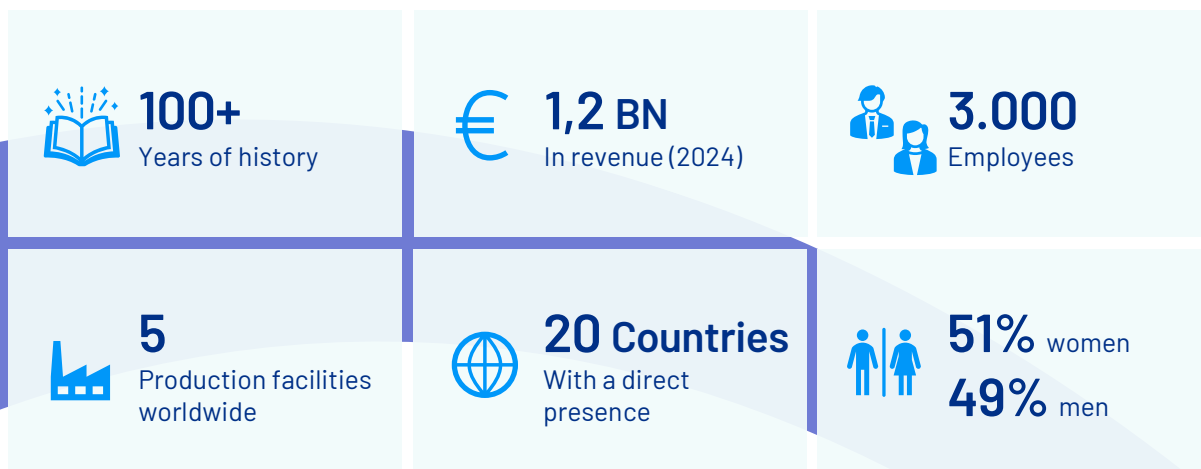 100+
Years of history
€
1,2 BN
In revenue (2024)
3.000
Employees
5
Production facilities
worldwide
20 Countries
With a direct
presence
51% women
49% men